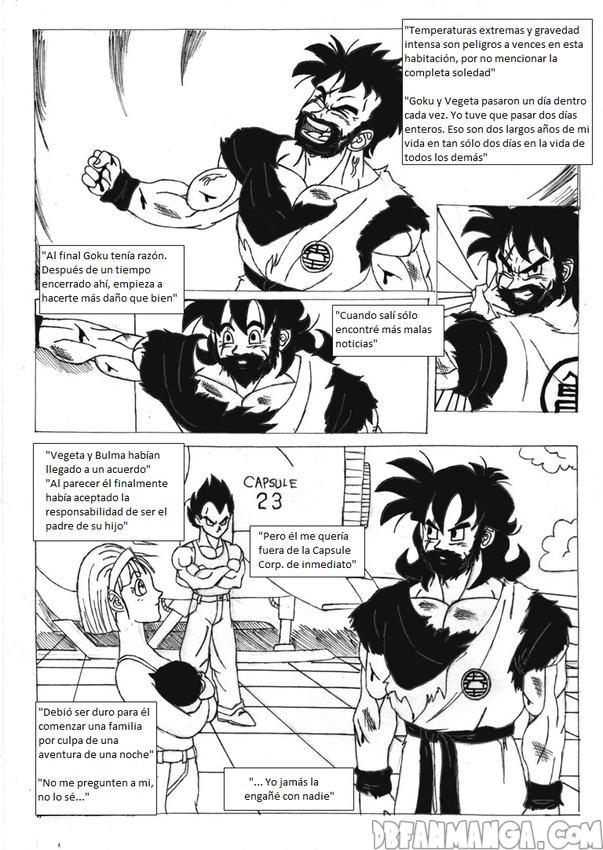 "Temperaturas extremas y gravedad
intensa son peligros a vences en esta
habitación, por no mencionar la
completa soledad"
"Goku y Vegeta pasaron un día dentro
cada vez. Yo tuve que pasar dos días
enteros. Eso son dos largos años de mi
vida en tan sólo dos días en la vida de
todos los demás"
"Al final Goku tenía razón.
Después de un tiempo
encerrado ahí, empieza a
hacerte más daño que bien"
"Cuando salí sólo
encontré más malas
noticias"
"Vegeta y Bulma habían
llegado a un acuerdo"
"Al parecer él finalmente
había aceptado la
responsabilidad de ser el
padre de su hijo"
CAPSULE
23
"Pero él me quería
fuera de la Capsule
Corp. de inmediato"
"Debió ser duro para él
comenzar una familia
por culpa de una
aventura de una noche"
"No me pregunten a mi,
no lo sé..."
"... Yo jamás la
engañé con nadie"
DBFANMANGA.COM